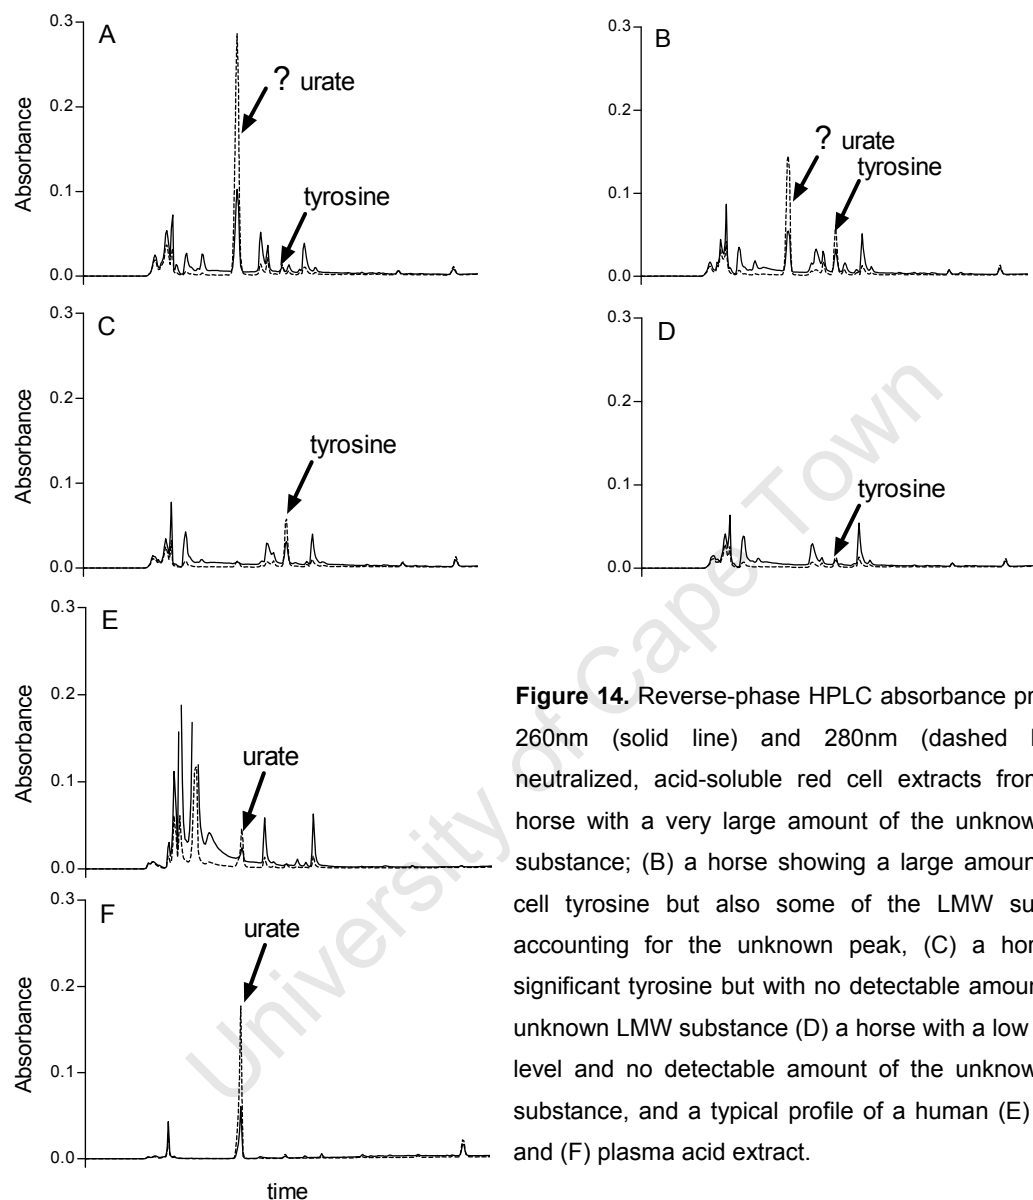 A
0.3
0.2
0.1
0.0
Absorbance
? urate
tyrosine
B
0.3
0.2
0.1
0.0
? urate
tyrosine
C
0.3
0.2
0.1
0.0
Absorbance
tyrosine
D
0.3
0.2
0.1
0.0
tyrosine
E
0.3
0.2
0.1
0.0
Absorbance
urate
F
0.3
0.2
0.1
0.0
Absorbance
urate
time
Figure 14. Reverse-phase HPLC absorbance pr
260nm (solid line) and 280nm (dashed l
neutralized, acid-soluble red cell extracts from
horse with a very large amount of the unknow
substance; (B) a horse showing a large amoun
cell tyrosine but also some of the LMW su
accounting for the unknown peak, (C) a hor
significant tyrosine but with no detectable amour
unknown LMW substance (D) a horse with a low
level and no detectable amount of the unknow
substance, and a typical profile of a human (E)
and (F) plasma acid extract.
University of Cape Town